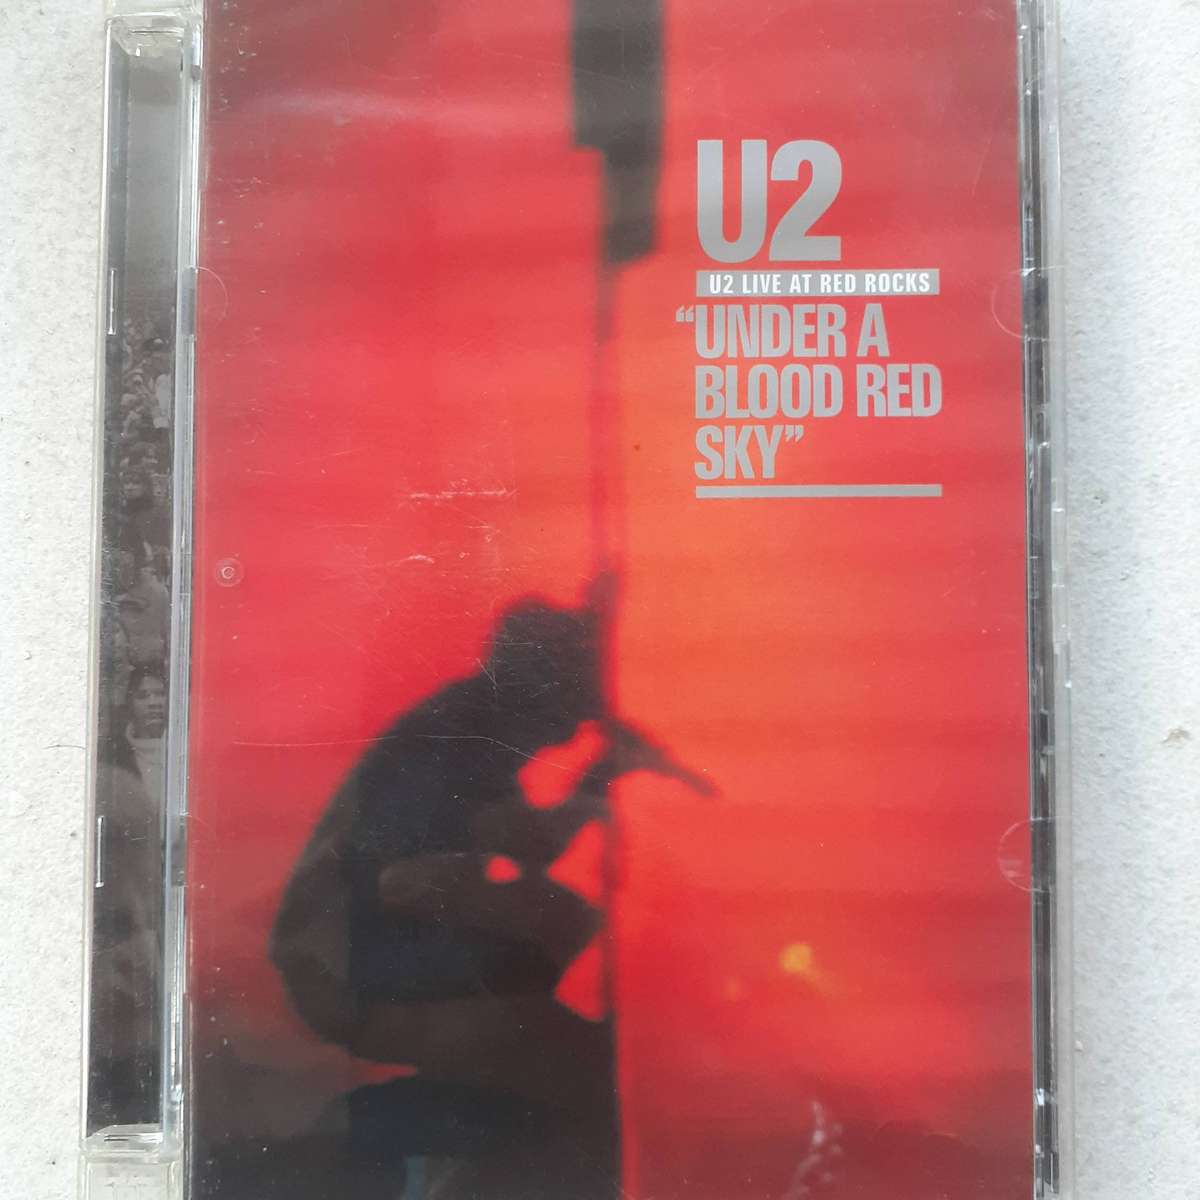 U2
U2 LIVE AT RED ROCKS
“UNDER A
BLOOD RED
SKY”